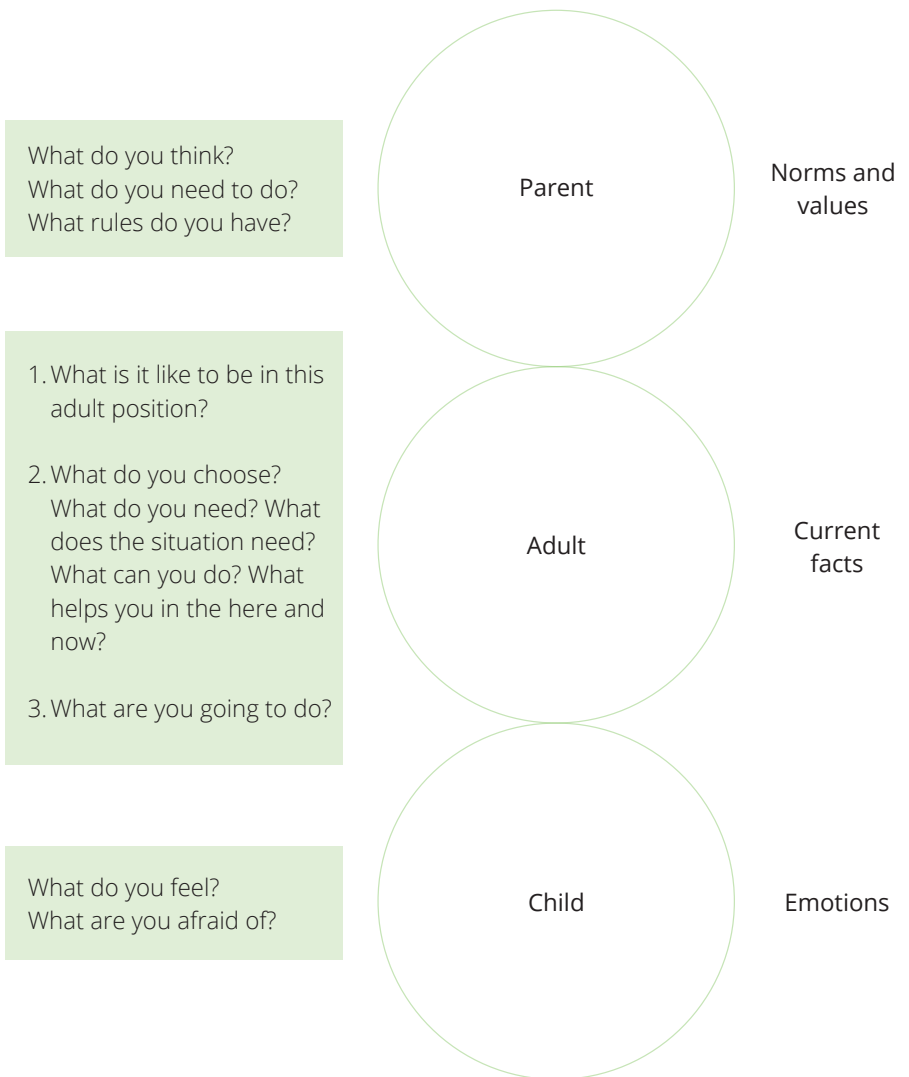 What do you think?
What do you need to do?
What rules do you have?
Parent
Norms and
values
1. What is it like to be in this
adult position?
2. What do you choose?
What do you need? What
does the situation need?
What can you do? What
helps you in the here and
now?
3. What are you going to do?
Adult
Current
facts
What do you feel?
What are you afraid of?
Child
Emotions